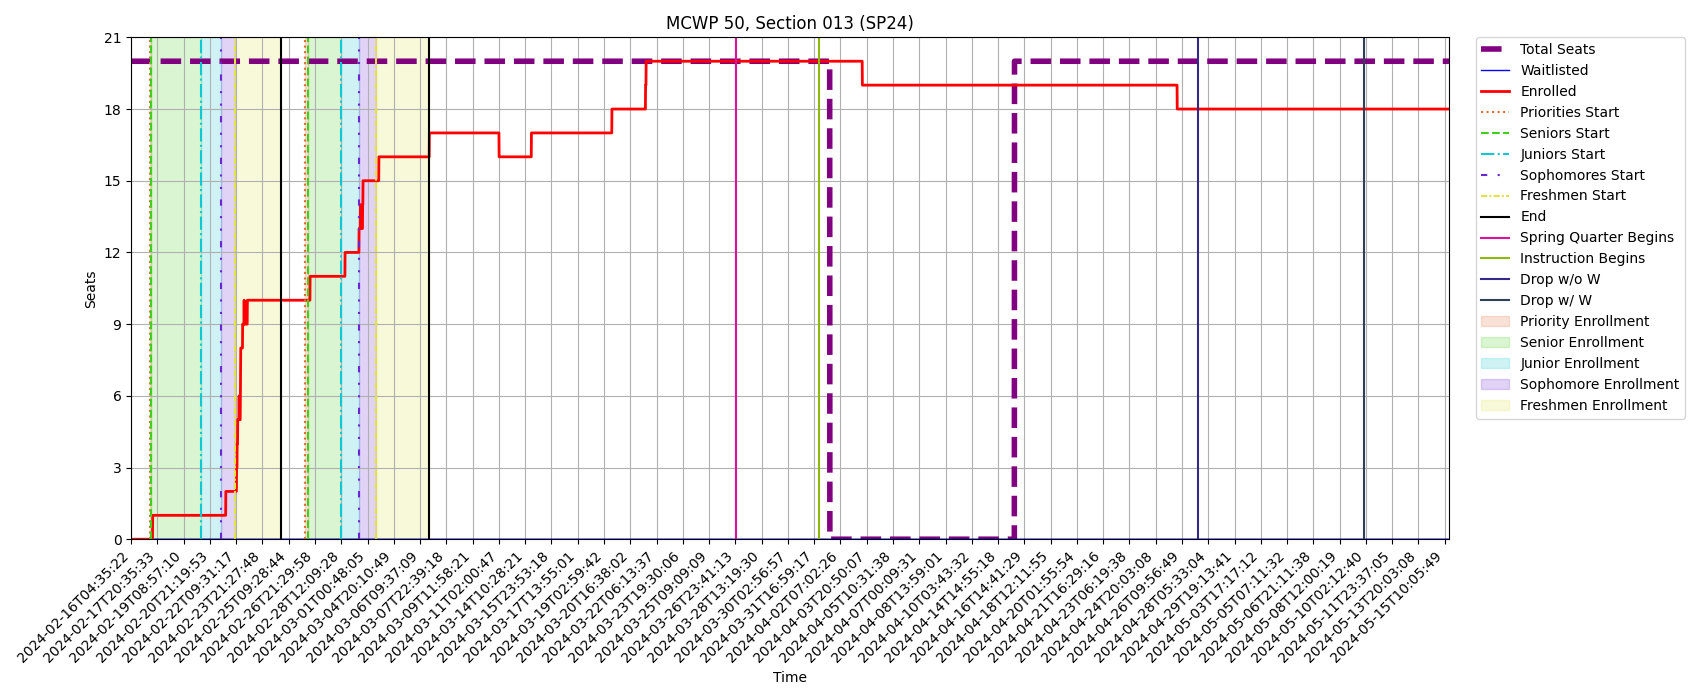 MCWP 50, Section 013 (SP24)
Seats
21
18
15
12
9
6
3
0
2024-02-16T04:35:22
2024-02-17T20:35:33
2024-02-19T08:57:10
2024-02-20T21:19:53
2024-02-22T09:31:17
2024-02-23T21:27:48
2024-02-25T09:28:44
2024-02-26T21:29:58
2024-02-28T12:09:28
2024-03-01T00:48:05
2024-03-04T20:10:49
2024-03-06T09:37:09
2024-03-07T22:39:18
2024-03-09T11:58:21
2024-03-11T02:00:47
2024-03-14T10:28:21
2024-03-15T23:53:18
2024-03-17T13:55:01
2024-03-19T02:59:42
2024-03-20T16:38:02
2024-03-22T06:13:37
2024-03-23T19:30:06
2024-03-25T09:09:09
2024-03-26T23:41:13
2024-03-28T13:19:30
2024-03-30T02:56:57
2024-03-31T16:59:17
2024-04-02T07:02:26
2024-04-03T20:50:07
2024-04-05T10:31:38
2024-04-07T00:09:31
2024-04-08T13:59:01
2024-04-10T03:43:32
2024-04-14T14:55:18
2024-04-16T14:41:29
2024-04-18T12:11:55
2024-04-20T01:55:54
2024-04-21T16:29:16
2024-04-23T06:19:38
2024-04-24T20:03:08
2024-04-26T09:56:49
2024-04-28T05:33:04
2024-04-29T19:13:41
2024-05-03T17:17:12
2024-05-05T07:11:32
2024-05-06T21:11:38
2024-05-08T12:00:19
2024-05-10T02:12:40
2024-05-11T23:37:05
2024-05-13T20:03:08
2024-05-15T10:05:49
Time
Total Seats
Waitlisted
Enrolled
Priorities Start
Seniors Start
Juniors Start
Sophomores Start
Freshmen Start
End
Spring Quarter Begins
Instruction Begins
Drop w/o W
Drop w/ W
Priority Enrollment
Senior Enrollment
Junior Enrollment
Sophomore Enrollment
Freshmen Enrollment